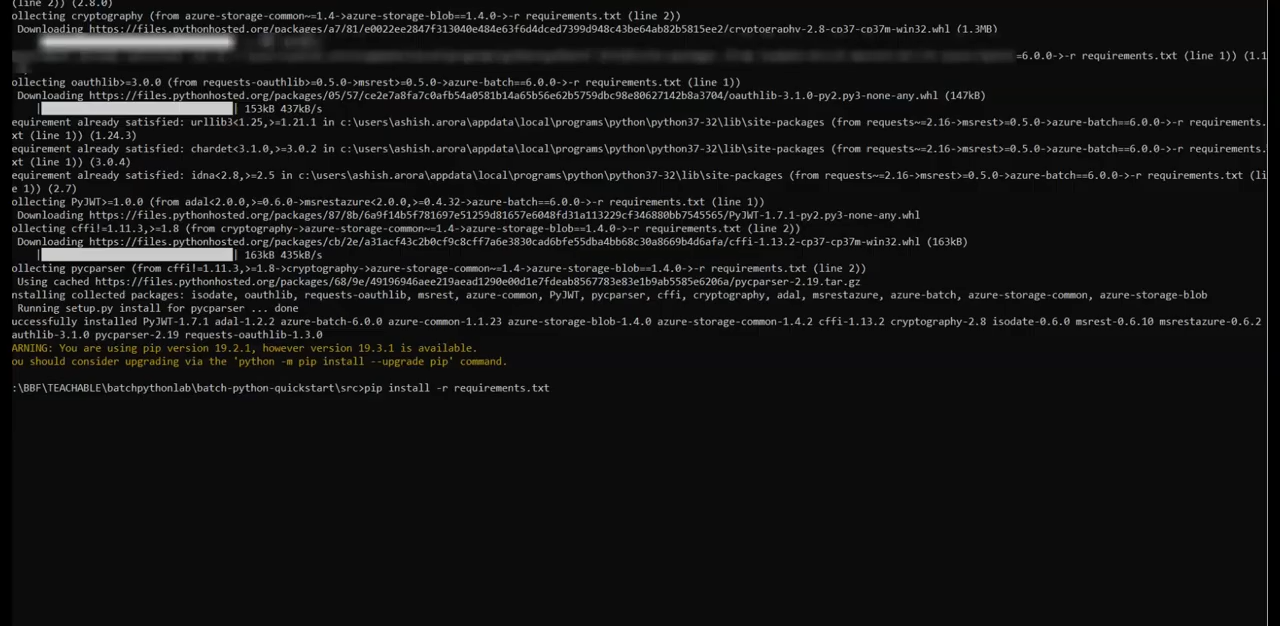 (line 2)) (2.8.0)
ollecting cryptography (from azure-storage-common~=1.4->azure-storage-blob==1.4.0->-r requirements.txt (line 2))
Downloading https://files.pythonhosted.org/packages/a7/81/e0022ee2847f313040e484e63f6d4dced7399d948c43be64ab82b5815ee2/cryptography-2.8-cp37-cp37m-win32.whl (1.3MB)
=6.0.0->-r requirements.txt (line 1)) (1.1
ollecting oauthlib>=3.0.0 (from requests-oauthlib>=0.5.0->msrest>=0.5.0->azure-batch==6.0.0->-r requirements.txt (line 1))
Downloading https://files.pythonhosted.org/packages/05/57/ce2e7a8fa7c0afb54a0581b14a65b56e62b5759dbc98e80627142b8a3704/oauthlib-3.1.0-py2.py3-none-any.whl (147kB)
| | 153kB 437kB/s
equirement already satisfied: urllib3<1.25,>=1.21.1 in c:\users\ashish.arora\appdata\local\programs\python\python37-32\lib\site-packages (from requests~=2.16->msrest>=0.5.0->azure-batch==6.0.0->-r requirements.
xt (line 1)) (1.24.3)
equirement already satisfied: chardet<3.1.0,>=3.0.2 in c:\users\ashish.arora\appdata\local\programs\python\python37-32\lib\site-packages (from requests~=2.16->msrest>=0.5.0->azure-batch==6.0.0->-r requirements.
xt (line 1)) (3.0.4)
equirement already satisfied: idna<2.8,>=2.5 in c:\users\ashish.arora\appdata\local\programs\python\python37-32\lib\site-packages (from requests~=2.16->msrest>=0.5.0->azure-batch==6.0.0->-r requirements.txt (li
e 1)) (2.7)
ollecting PyJWT>=1.0.0 (from adal<2.0.0,>=0.6.0->msrestazure<2.0.0,>=0.4.32->azure-batch==6.0.0->-r requirements.txt (line 1))
Downloading https://files.pythonhosted.org/packages/87/8b/6a9f14b5f781697e51259d81657e6048fd31a113229cf346880bb7545565/PyJWT-1.7.1-py2.py3-none-any.whl
ollecting cffi!=1.11.3,>=1.8 (from cryptography->azure-storage-common~=1.4->azure-storage-blob==1.4.0->-r requirements.txt (line 2))
Downloading https://files.pythonhosted.org/packages/cb/2e/a31acf43c2b0cf9c8cff7a6e3830cad6bfe55dba4bb68c30a8669b4d6afa/cffi-1.13.2-cp37-cp37m-win32.whl (163kB)
| | 163kB 435kB/s
ollecting pycparser (from cffi!=1.11.3,>=1.8->cryptography->azure-storage-common~=1.4->azure-storage-blob==1.4.0->-r requirements.txt (line 2))
Using cached https://files.pythonhosted.org/packages/68/9e/49196946aee219aead1290e00d1e7fdeab8567783e83e1b9ab5585e6206a/pycparser-2.19.tar.gz
nstalling collected packages: isodate, oauthlib, requests-oauthlib, msrest, azure-common, PyJWT, pycparser, cffi, cryptography, adal, msrestazure, azure-batch, azure-storage-common, azure-storage-blob
Running setup.py install for pycparser ... done
uccessfully installed PyJWT-1.7.1 adal-1.2.2 azure-batch-6.0.0 azure-common-1.1.23 azure-storage-blob-1.4.0 azure-storage-common-1.4.2 cffi-1.13.2 cryptography-2.8 isodate-0.6.0 msrest-0.6.10 msrestazure-0.6.2
authlib-3.1.0 pycparser-2.19 requests-oauthlib-1.3.0
ARNING: You are using pip version 19.2.1, however version 19.3.1 is available.
ou should consider upgrading via the 'python -m pip install --upgrade pip' command.
:\BBF\TEACHABLE\batchpythonlab\batch-python-quickstart\src>pip install -r requirements.txt